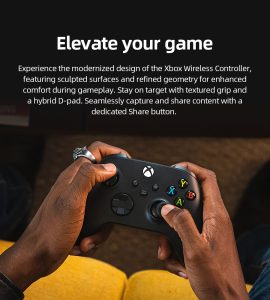 Elevate your game
Experience the modernized design of the Xbox Wireless Controller,
featuring sculpted surfaces and refined geometry for enhanced
comfort during gameplay. Stay on target with textured grip and
a hybrid D-pad. Seamlessly capture and share content with a
dedicated Share button.
Y
X
B
A